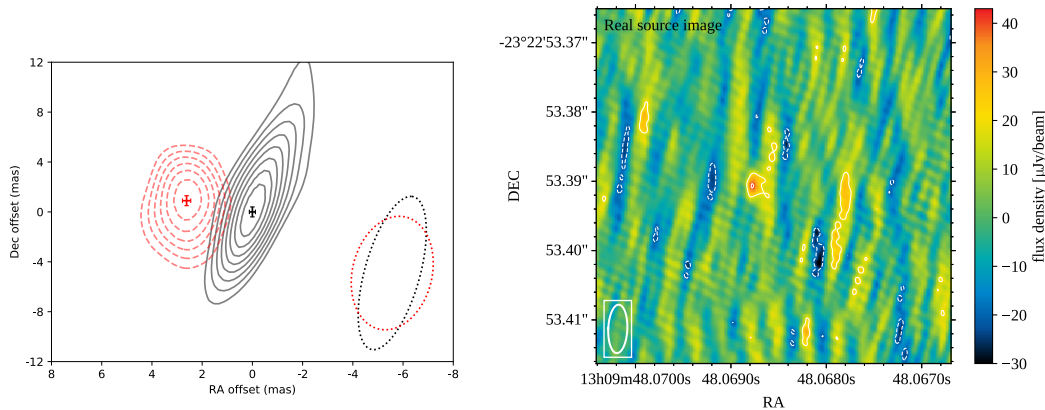 12
8
4
0
-4
-8
-12
8
6
4
2
0
-2
-4
-6
-8
RA offset (mas)
Dec offset (mas)
Real source image
-23°22'53.37"
53.38"
53.39"
53.40"
53.41"
13h09m48.0700s
48.0690s
48.0680s
48.0670s
RA
DEC
40
30
20
10
0
−10
−20
−30
flux density [μJy/beam]